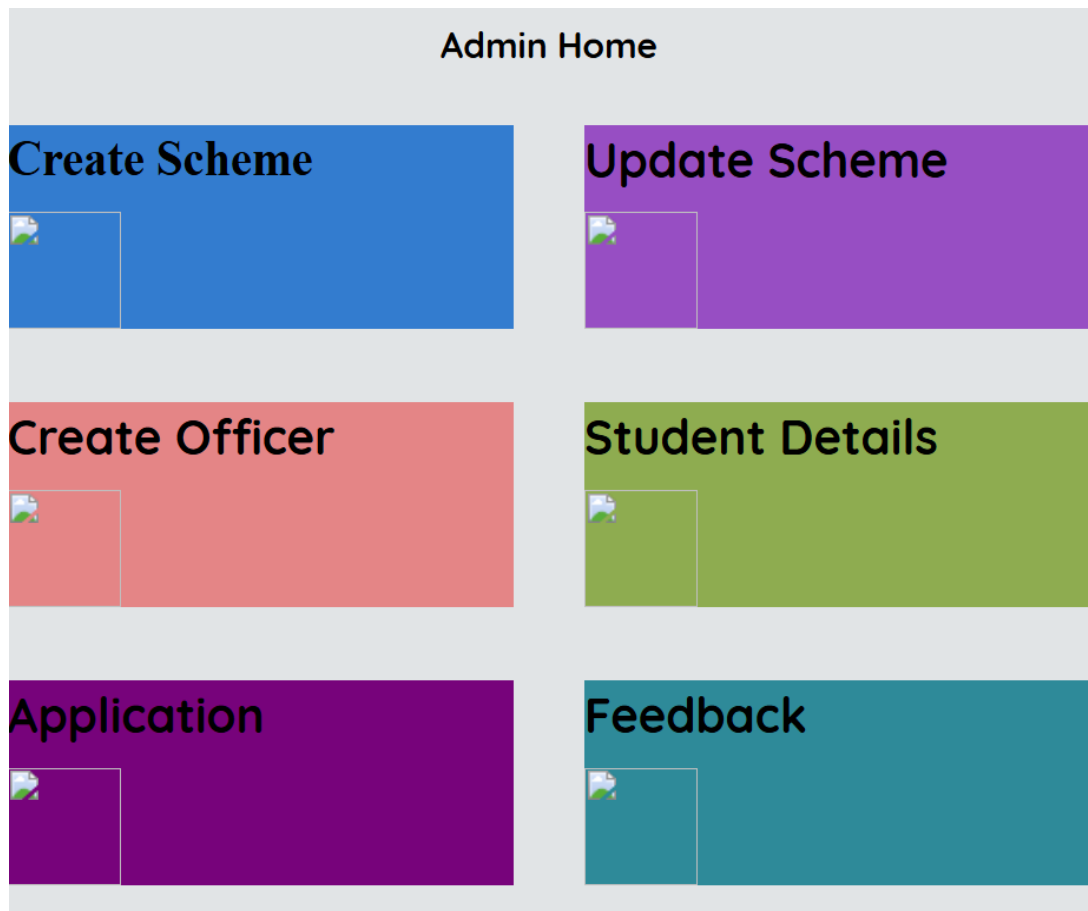 Admin Home
Create Scheme
Update Scheme
Create Officer
Student Details
Application
Feedback